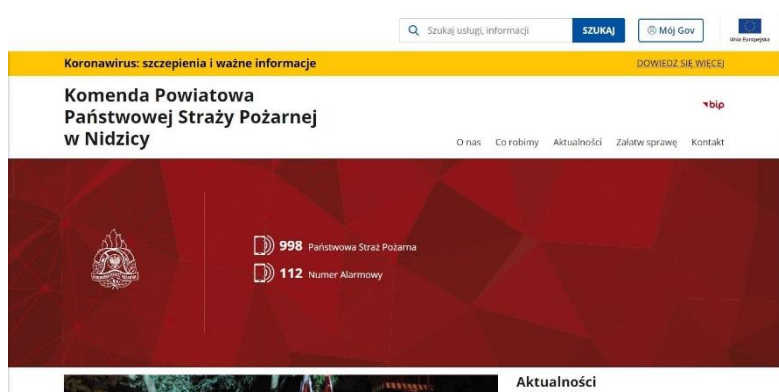 Szukaj usługi, informacji
SZUKAJ
Mój Gov
Unia Europejska
Koronawirus: szczepienia i ważne informacje
DOWIEDZ SIĘ WIĘCEJ
Komenda Powiatowa
Państwowej Straży Pożarnej
w Nidzicy
bip
O nas Co robimy Aktualności Załatw sprawę Kontakt
998 Państwowa Straż Pożarna
112 Numer Alarmowy
Aktualności